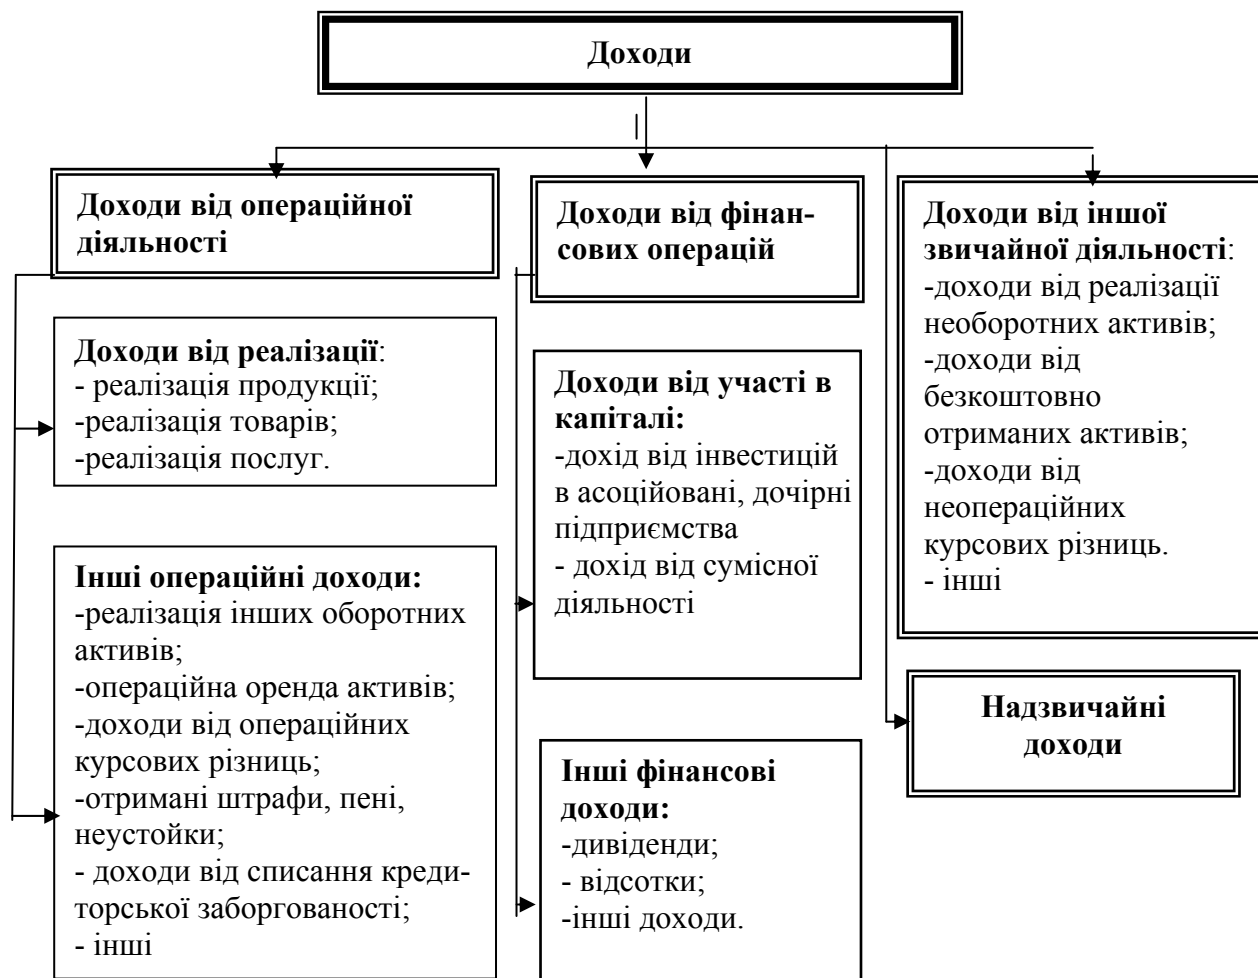 Доходи
Доходи від операційної
діяльності
Доходи від реалізації:
- реалізація продукції;
-реалізація товарів;
-реалізація послуг.
Інші операційні доходи:
-реалізація інших оборотних
активів;
-операційна оренда активів;
-доходи від операційних
курсових різниць;
-отримані штрафи, пені,
неустойки;
- доходи від списання креди-
торської заборгованості;
- інші
Доходи від фінан-
сових операцій
Доходи від участі в
капіталі:
-дохід від інвестицій
в асоційовані, дочірні
підприємства
- дохід від сумісної
діяльності
Інші фінансові
доходи:
-дивіденди;
- відсотки;
-інші доходи.
Доходи від іншої
звичайної діяльності:
-доходи від реалізації
необоротних активів;
-доходи від
безкоштовно
отриманих активів;
-доходи від
неопераційних
курсових різниць.
- інші
Надзвичайні
доходи